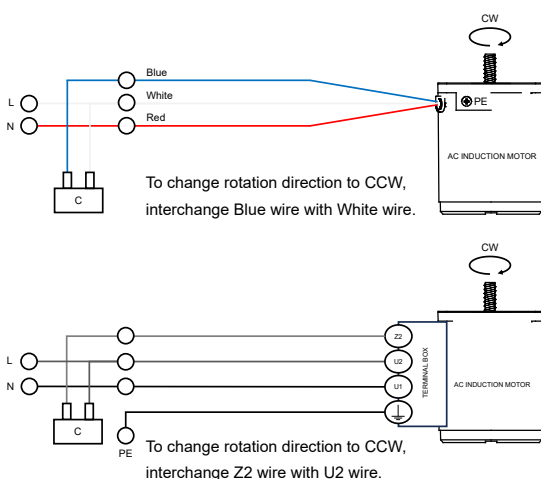 CW
Blue
L
White
PE
N
Red
AC INDUCTION MOTOR
C
To change rotation direction to CCW,
interchange Blue wire with White wire.
CW
Z2
L
U2
TERMINAL BOX
N
U1
AC INDUCTION MOTOR
C
PE
To change rotation direction to CCW,
interchange Z2 wire with U2 wire.